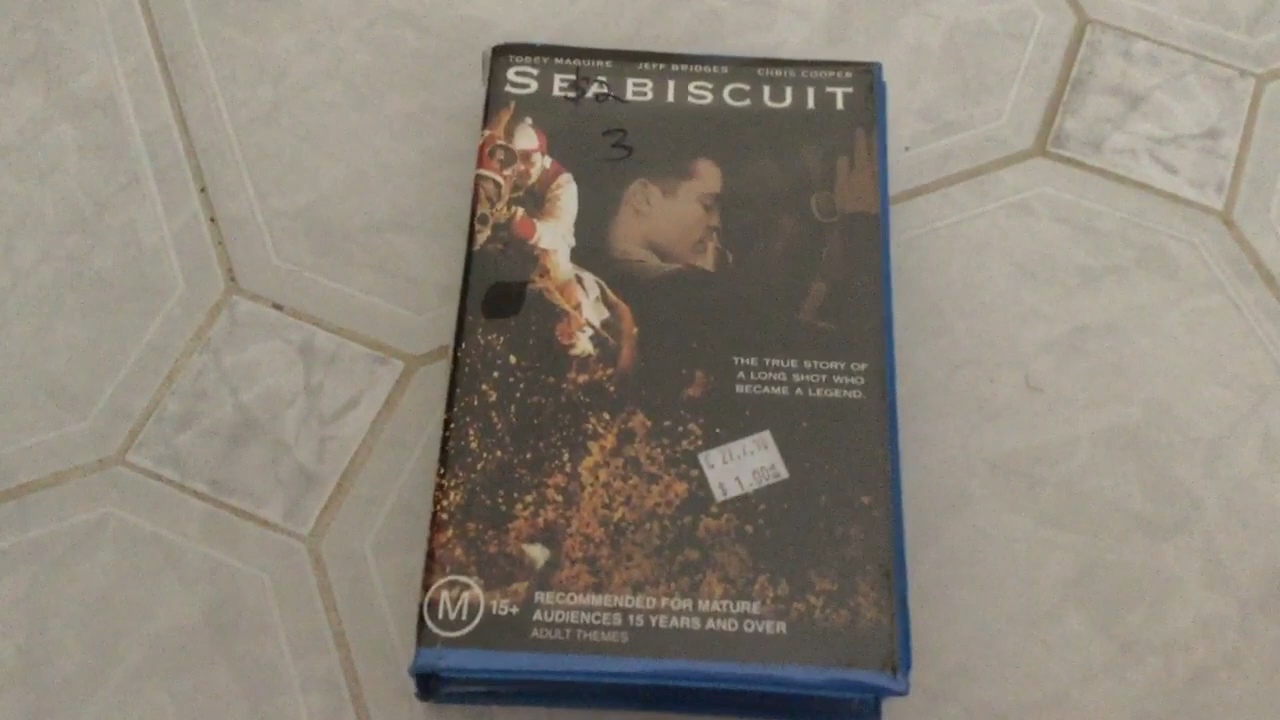 TOBEY MAGUIRE JEFF BRIDGES CHRIS COOPER
SEABISCUIT
$2
3
THE TRUE STORY OF
A LONG SHOT WHO
BECAME A LEGEND.
$ 1.00
M 15+
RECOMMENDED FOR MATURE
AUDIENCES 15 YEARS AND OVER
ADULT THEMES